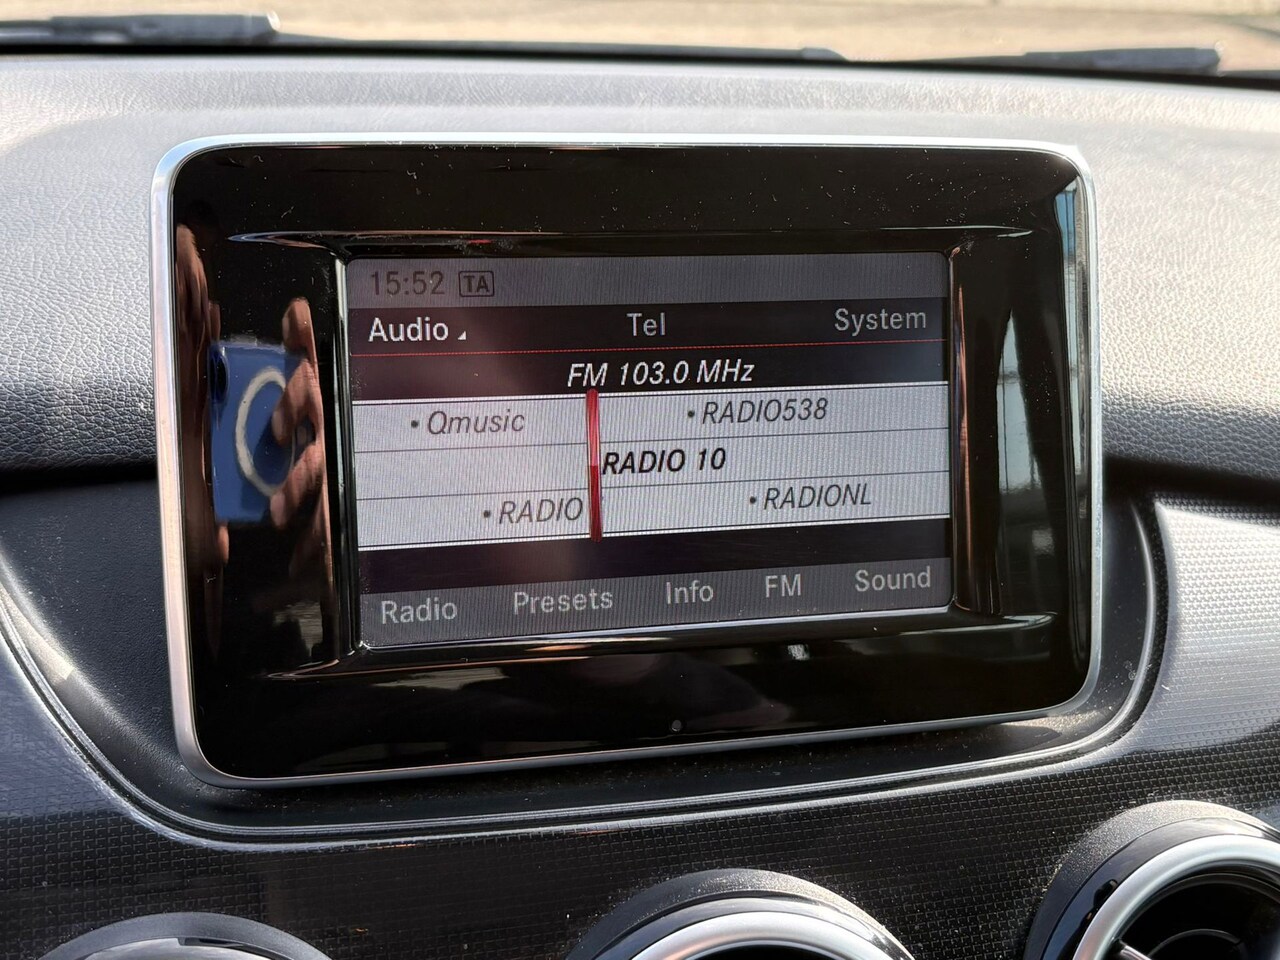 15:52 TA
Audio Tel System
FM 103.0 MHz
• Qmusic • RADIO538
RADIO 10
• RADIO • RADIONL
Radio Presets Info FM Sound